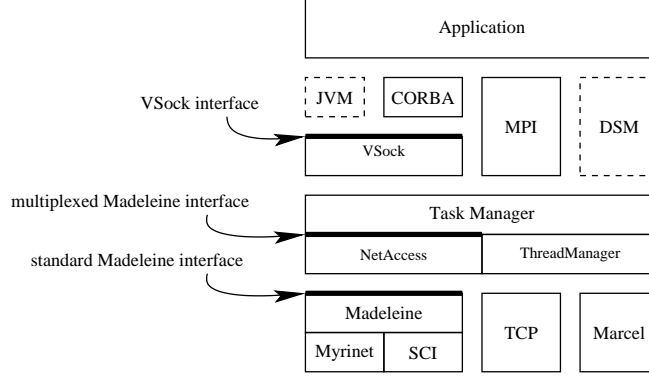 Application
JVM
CORBA
VSock interface
MPI
DSM
VSock
multiplexed Madeleine interface
Task Manager
NetAccess
ThreadManager
standard Madeleine interface
Madeleine
TCP
Marcel
Myrinet
SCI